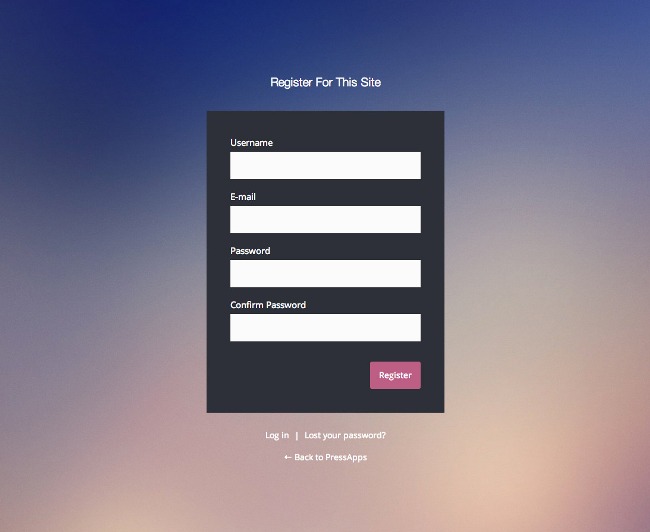 Register For This Site
Username
E-mail
Password
Confirm Password
Register
Log in | Lost your password?
← Back to PressApps